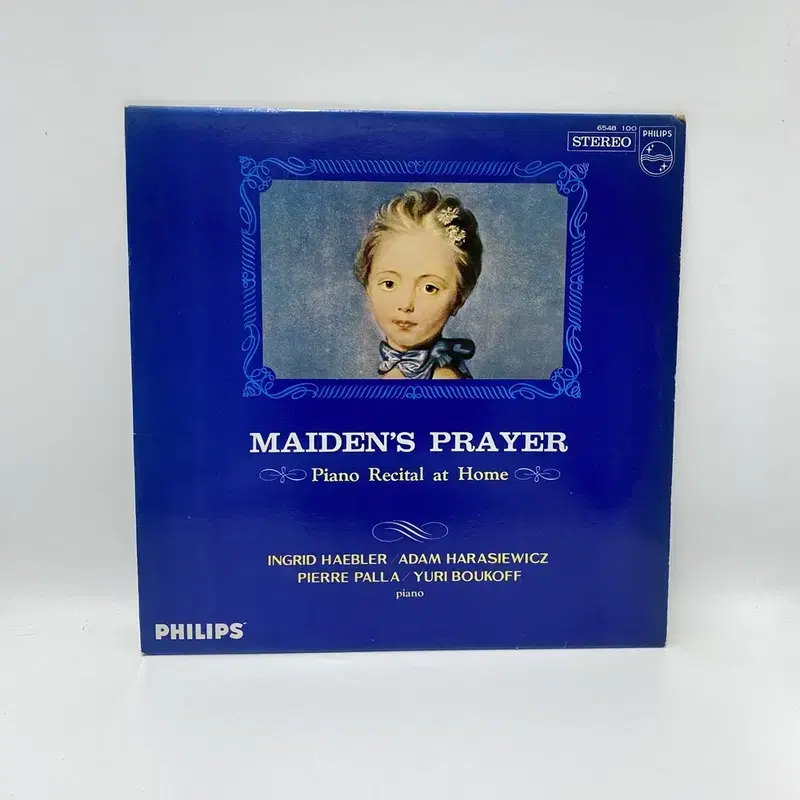 6548 100
STEREO
PHILIPS
MAIDEN'S PRAYER
Piano Recital at Home
INGRID HAEBLER / ADAM HARASIEWICZ
PIERRE PALLA / YURI BOUKOFF
piano
PHILIPS